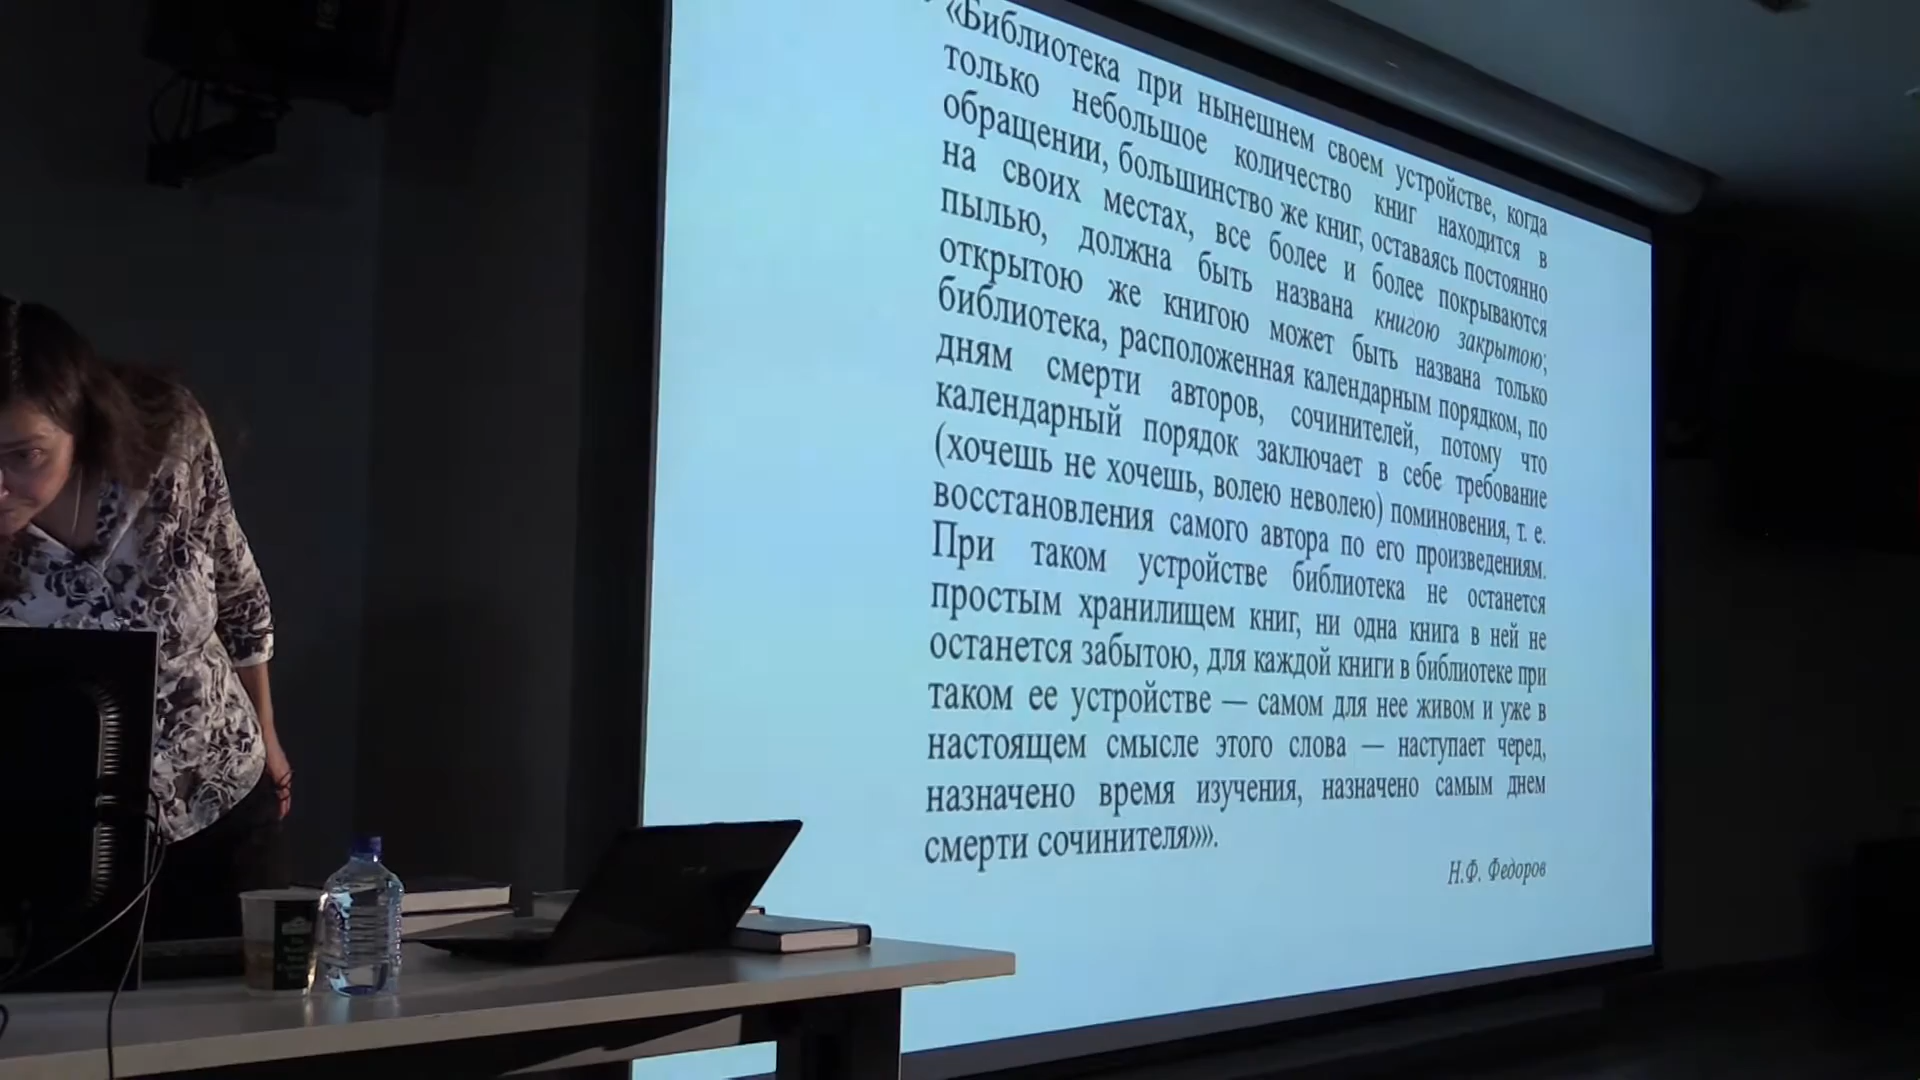 «Библиотека при нынешнем своем устройстве, когда
только небольшое количество книг находится в
обращении, большинство же книг, оставаясь постоянно
на своих местах, все более и более покрываются
пылью, должна быть названа книгою закрытою;
открытою же книгою может быть названа только
библиотека, расположенная календарным порядком, по
дням смерти авторов, сочинителей, потому что
календарный порядок заключает в себе требование
(хочешь не хочешь, волею неволею) поминовения, т. е.
восстановления самого автора по его произведениям.
При таком устройстве библиотека не останется
простым хранилищем книг, ни одна книга в ней не
останется забытою, для каждой книги в библиотеке при
таком ее устройстве — самом для нее живом и уже в
настоящем смысле этого слова — наступает черед,
назначено время изучения, назначено самым днем
смерти сочинителя»».
Н.Ф. Федоров